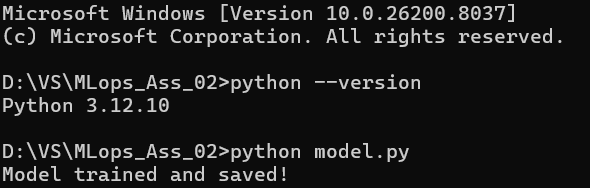 Microsoft Windows [Version 10.0.26200.8037]
(c) Microsoft Corporation. All rights reserved.
D:\VS\MLops_Ass_02>python --version
Python 3.12.10
D:\VS\MLops_Ass_02>python model.py
Model trained and saved!